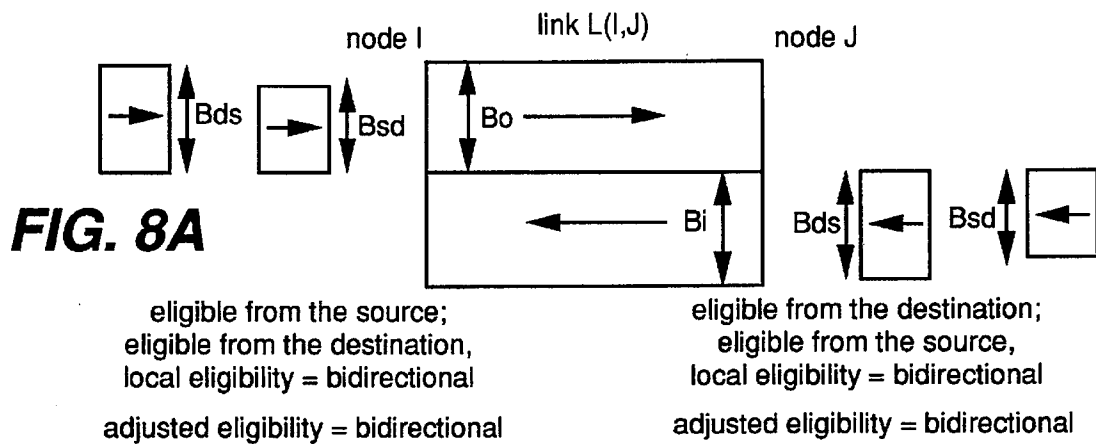 link L(I,J)
node I
node J
Bds
Bsd
Bo
Bi
Bds
Bsd
FIG. 8A
eligible from the source;
eligible from the destination,
local eligibility = bidirectional
adjusted eligibility = bidirectional
eligible from the destination;
eligible from the source,
local eligibility = bidirectional
adjusted eligibility = bidirectional